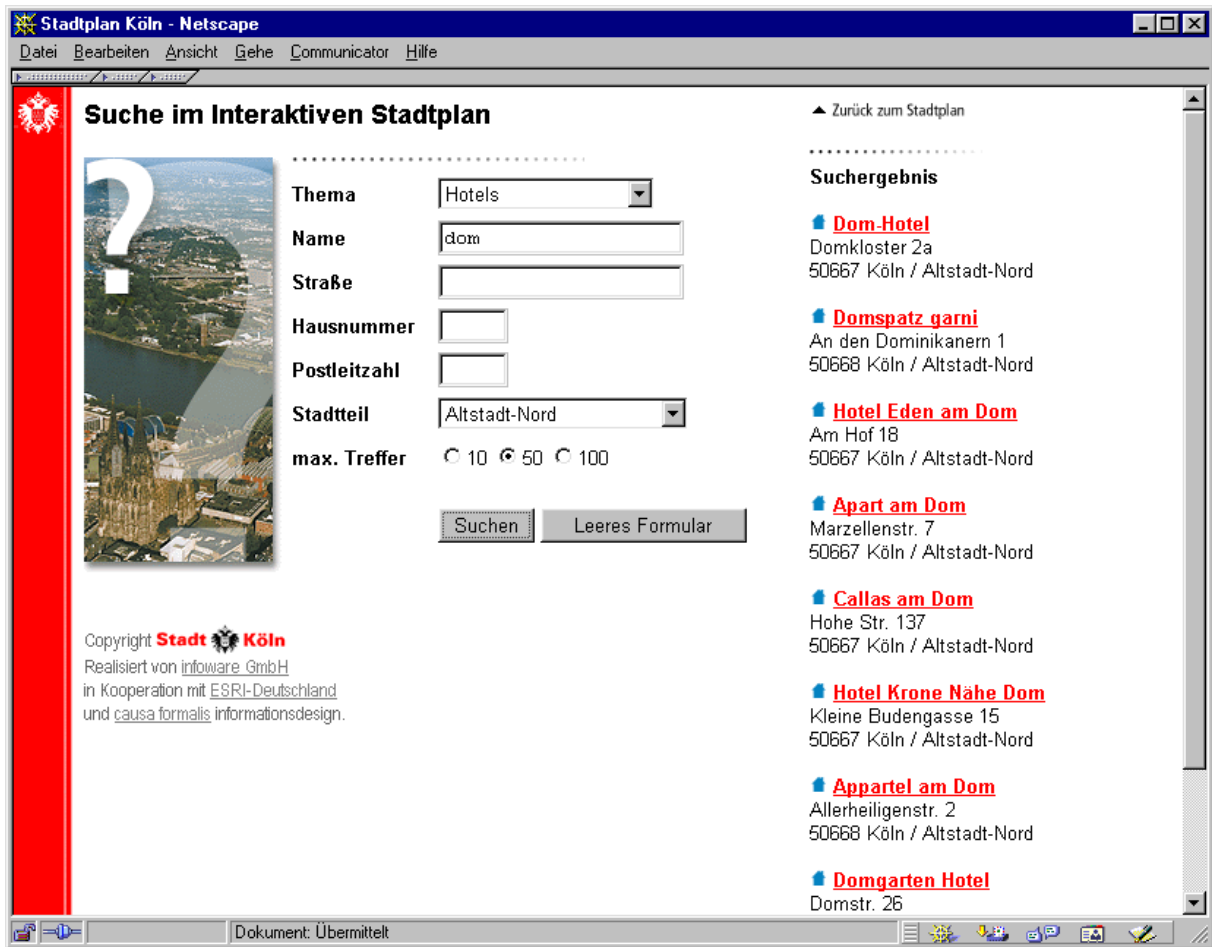 Stadtplan Köln - Netscape
Datei Bearbeiten Ansicht Gehe Communicator Hilfe
Suche im Interaktiven Stadtplan
Thema Hotels
Name dom
Straße
Hausnummer
Postleitzahl
Stadtteil Altstadt-Nord
max. Treffer 10 50 100
Suchen Leeres Formular
Copyright Stadt Köln
Realisiert von infoware GmbH
in Kooperation mit ESRI-Deutschland
und causa formalis informationsdesign.
Zurück zum Stadtplan
Suchergebnis
Dom-Hotel
Domkloster 2a
50667 Köln / Altstadt-Nord
Domspatz garni
An den Dominikanern 1
50668 Köln / Altstadt-Nord
Hotel Eden am Dom
Am Hof 18
50667 Köln / Altstadt-Nord
Apart am Dom
Marzellenstr. 7
50667 Köln / Altstadt-Nord
Callas am Dom
Hohe Str. 137
50667 Köln / Altstadt-Nord
Hotel Krone Nähe Dom
Kleine Budengasse 15
50667 Köln / Altstadt-Nord
Appartel am Dom
Allerheiligenstr. 2
50668 Köln / Altstadt-Nord
Domgarten Hotel
Domstr. 26
Dokument: Übermittelt